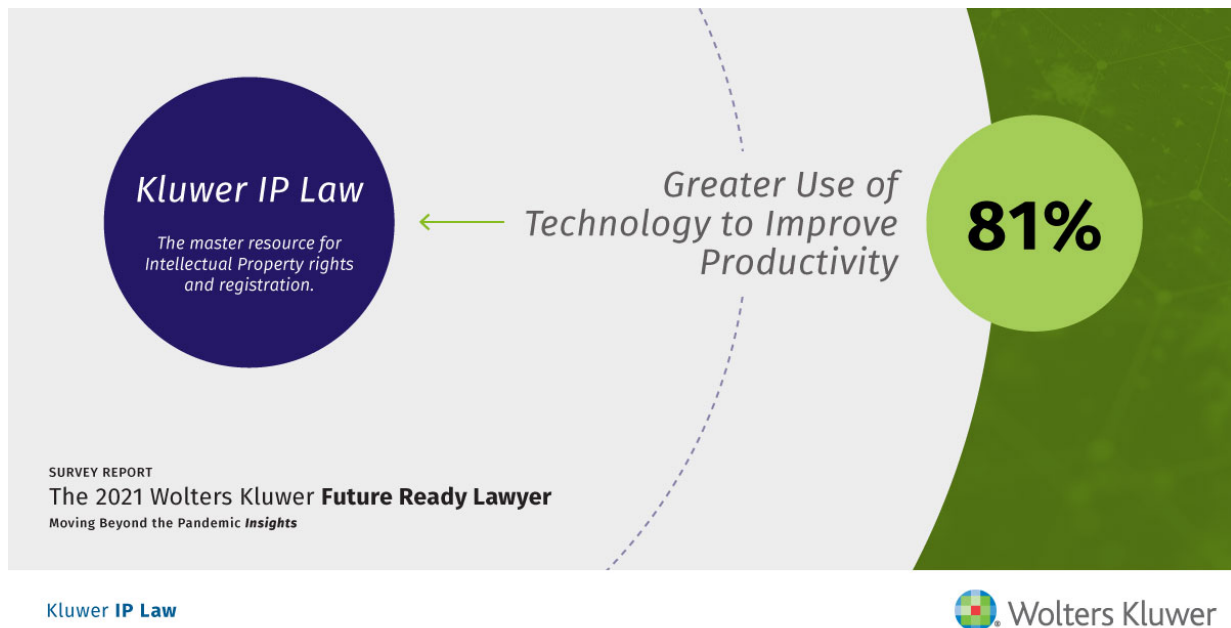 Kluwer IP Law
The master resource for
Intellectual Property rights
and registration.
Greater Use of
Technology to Improve
Productivity
81%
SURVEY REPORT
The 2021 Wolters Kluwer Future Ready Lawyer
Moving Beyond the Pandemic Insights
Kluwer IP Law
Wolters Kluwer